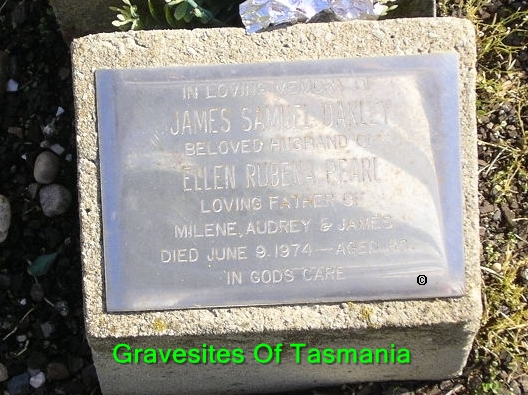 IN LOVING MEMORY OF
JAMES SAMUEL OAKLEY
BELOVED HUSBAND OF
ELLEN RUBENA PEARL
LOVING FATHER OF
MILENE, AUDREY & JAMES
DIED JUNE 9. 1974 — AGED
IN GODS CARE
©
Gravesites Of Tasmania